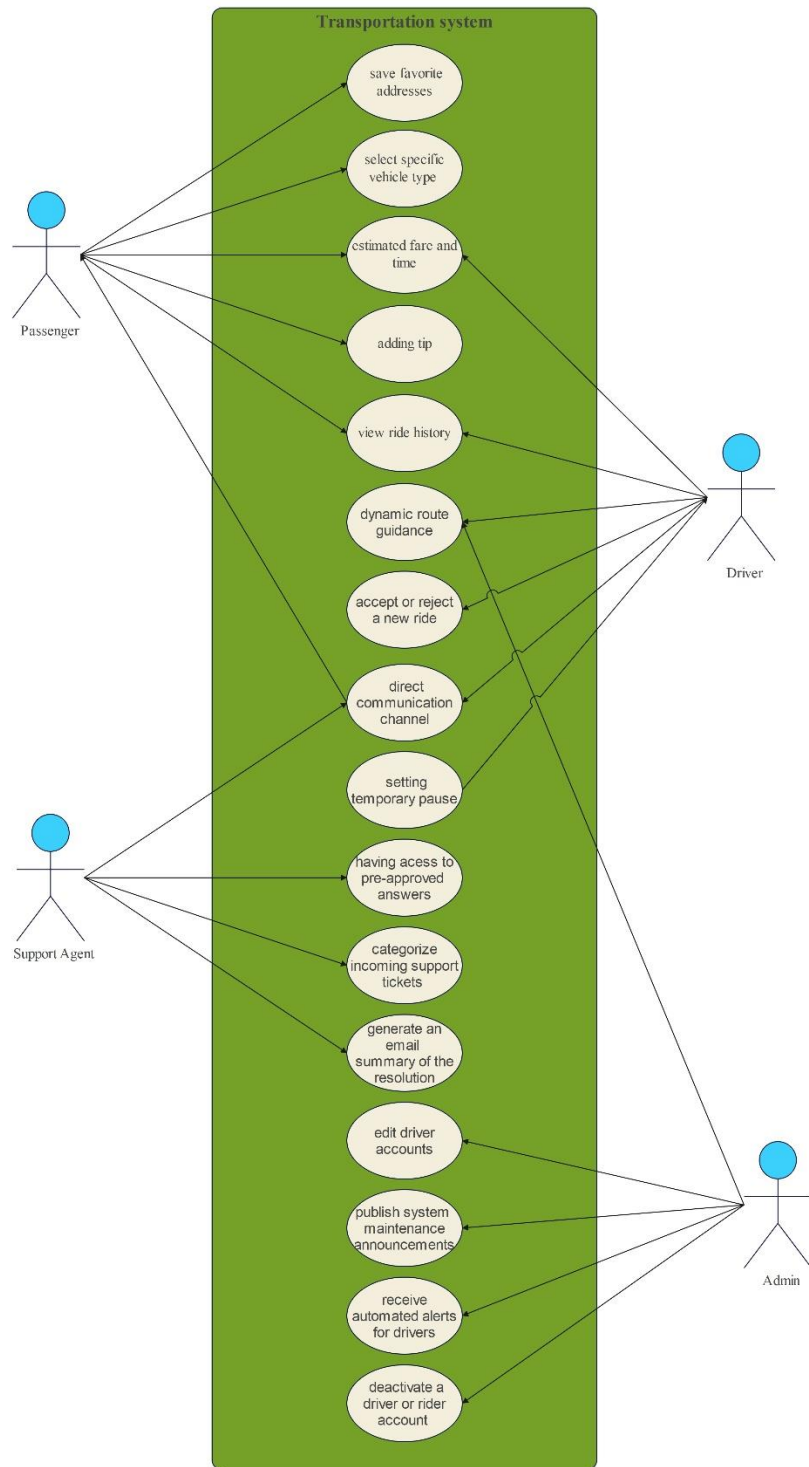 Transportation system
save favorite
addresses
select specific
vehicle type
estimated fare and
time
Passenger
adding tip
view ride history
dynamic route
guidance
Driver
accept or reject
a new ride
direct
communication
channel
setting
temporary pause
having acess to
pre-approved
answers
Support Agent
categorize
incoming support
tickets
generate an
email
summary of the
resolution
edit driver
accounts
publish system
maintenance
announcements
Admin
receive
automated alerts
for drivers
deactivate a
driver or rider
account